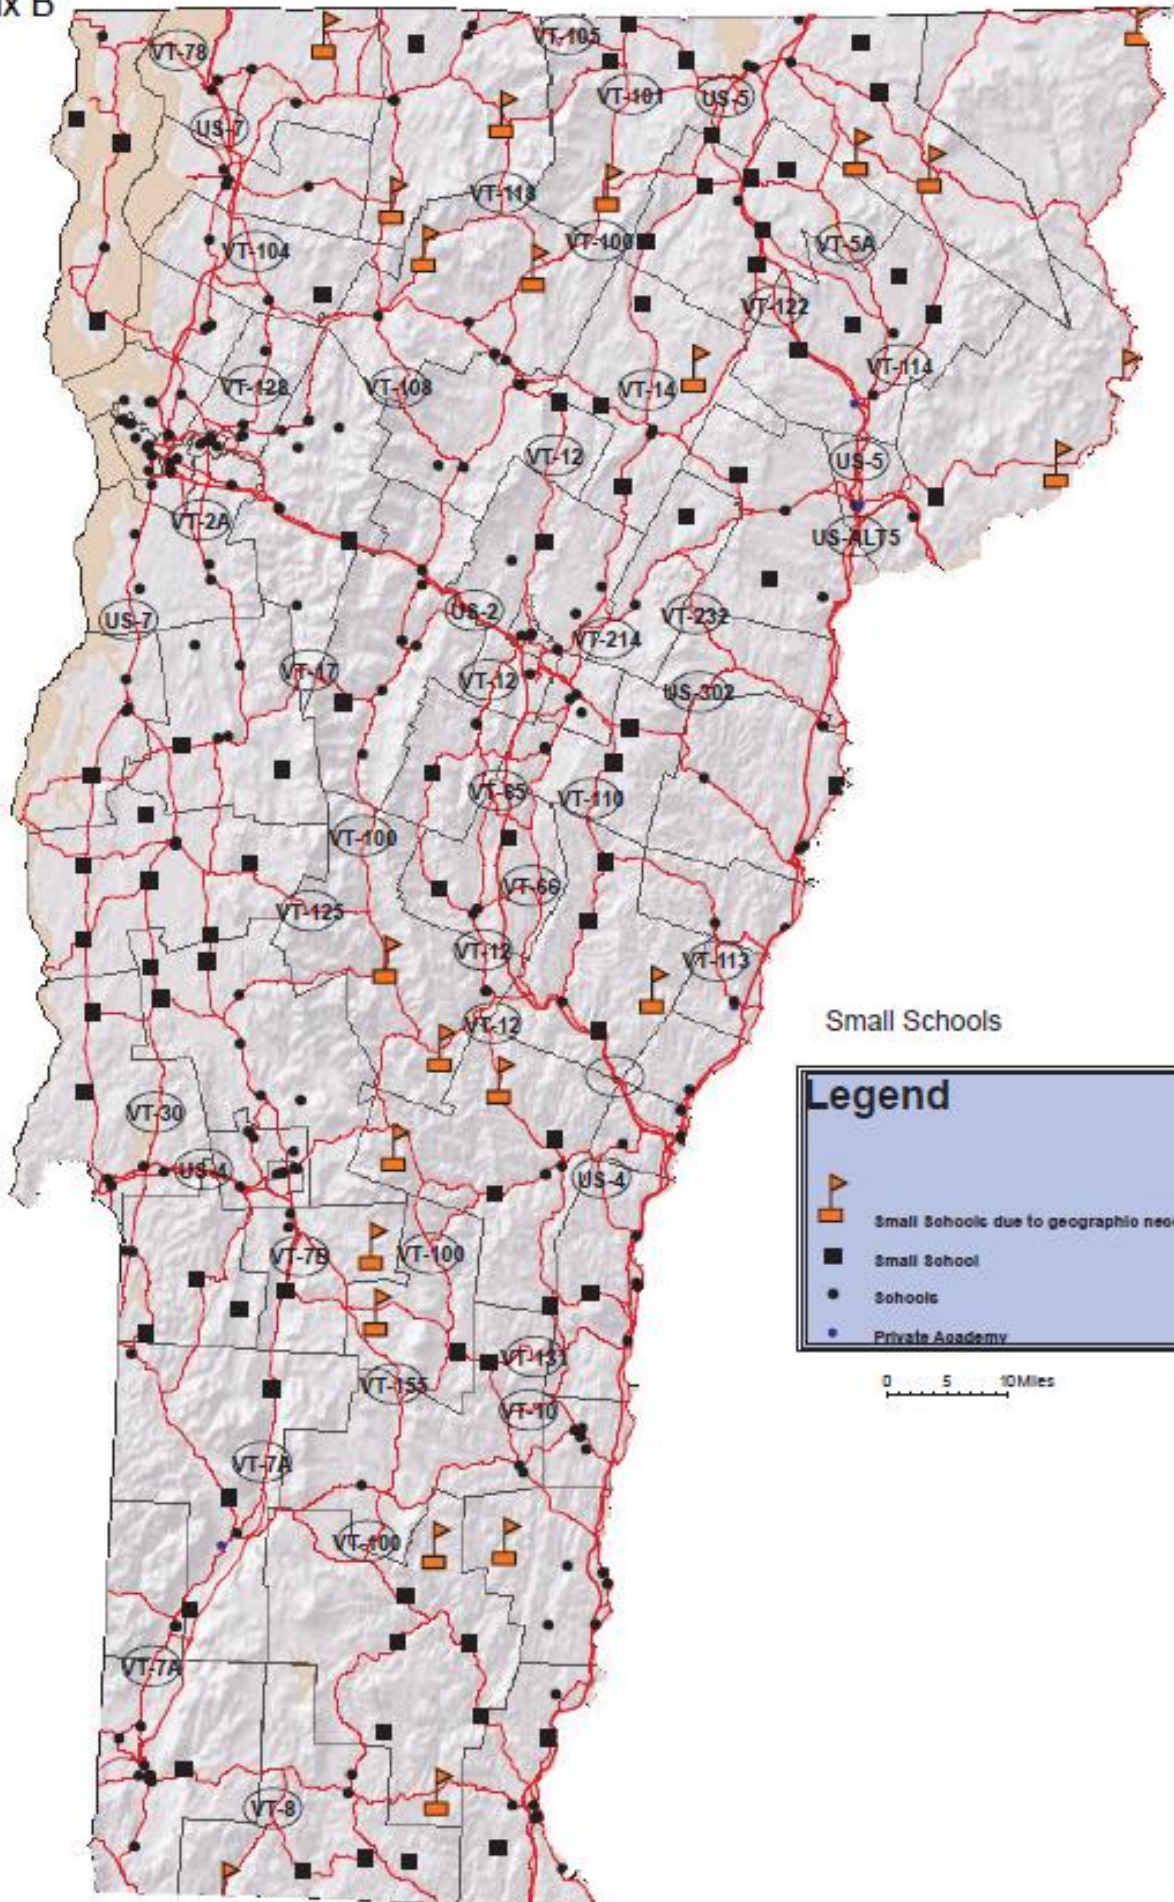 ix B
VT-78
VT-105
VT-101
US-5
US-7
VT-118
VT-104
VT-100
VT-5A
VT-122
VT-128
VT-108
VT-14
VT-114
VT-12
US-5
VT-2A
US-ALT5
US-7
US-2
VT-232
VT-214
VT-17
VT-12
US-302
VT-65
VT-110
VT-100
VT-66
VT-125
VT-12
VT-113
VT-12
Small Schools
Legend
VT-30
US-4
US-4
Small Schools due to geographic nec
VT-7B
VT-100
Small School
Schools
Private Academy
VT-131
VT-155
0 5 10Miles
VT-10
VT-7A
VT-100
VT-7A
VT-8